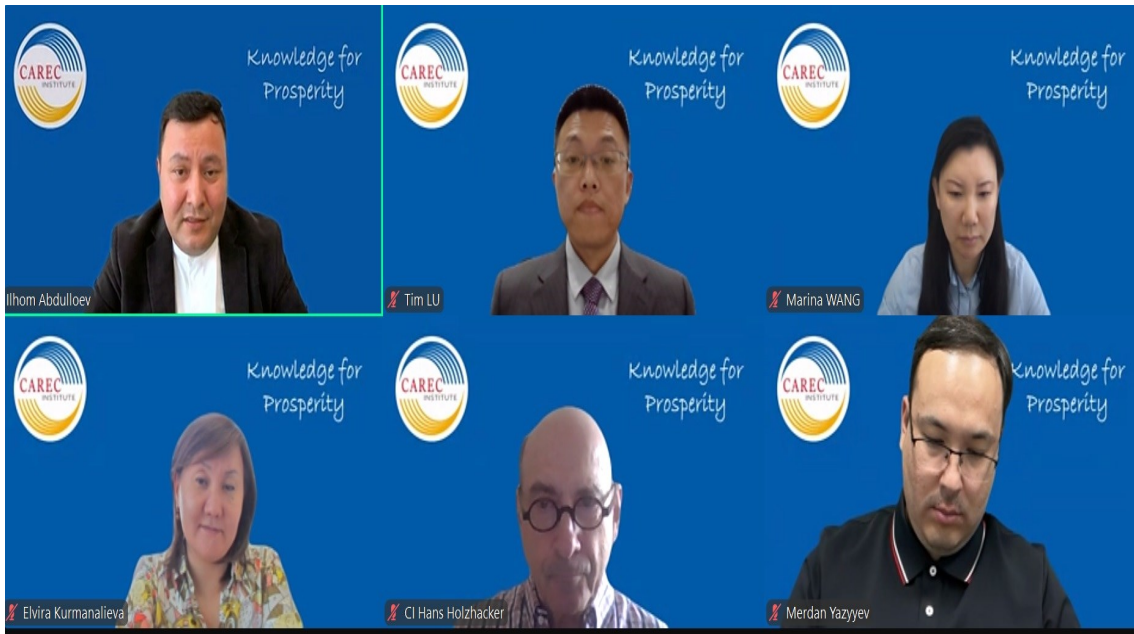 CAREC
INSTITUTE
Knowledge for
Prosperity
Ilhom Abdulloev
CAREC
INSTITUTE
Knowledge for
Prosperity
Tim LU
CAREC
INSTITUTE
Knowledge for
Prosperity
Marina WANG
CAREC
INSTITUTE
Knowledge for
Prosperity
Elvira Kurmanalieva
CAREC
INSTITUTE
Knowledge for
Prosperity
CI Hans Holzhacker
CAREC
INSTITUTE
Knowledge for
Prosperity
Merdan Yazyyev